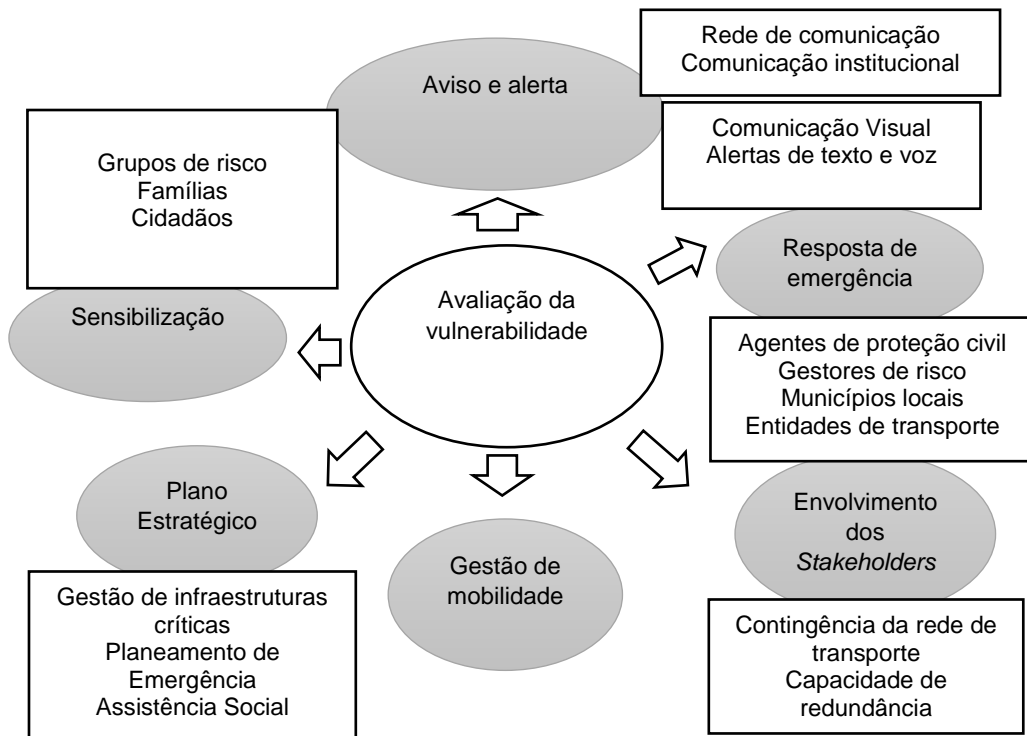 Rede de comunicação
Comunicação institucional
Aviso e alerta
Comunicação Visual
Alertas de texto e voz
Grupos de risco
Famílias
Cidadãos
Resposta de
emergência
Avaliação da
vulnerabilidade
Sensibilização
Agentes de proteção civil
Gestores de risco
Municípios locais
Entidades de transporte
Plano
Estratégico
Envolvimento
dos
Stakeholders
Gestão de
mobilidade
Gestão de infraestruturas
críticas
Planeamento de
Emergência
Assistência Social
Contingência da rede de
transporte
Capacidade de
redundância